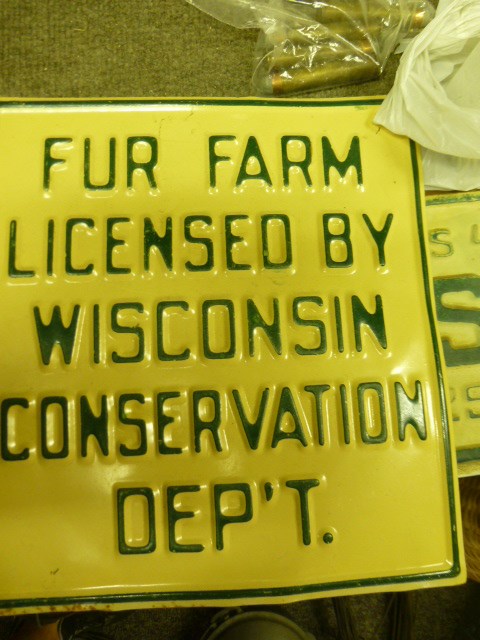 FUR FARM
LICENSED BY
WISCONSIN
CONSERVATION
DEP'T.